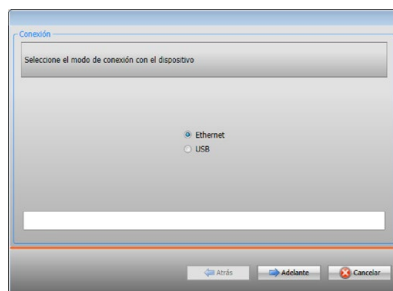 Conexión
Seleccione el modo de conexión con el dispositivo
Ethernet
USB
Atrás
Adelante
Cancelar